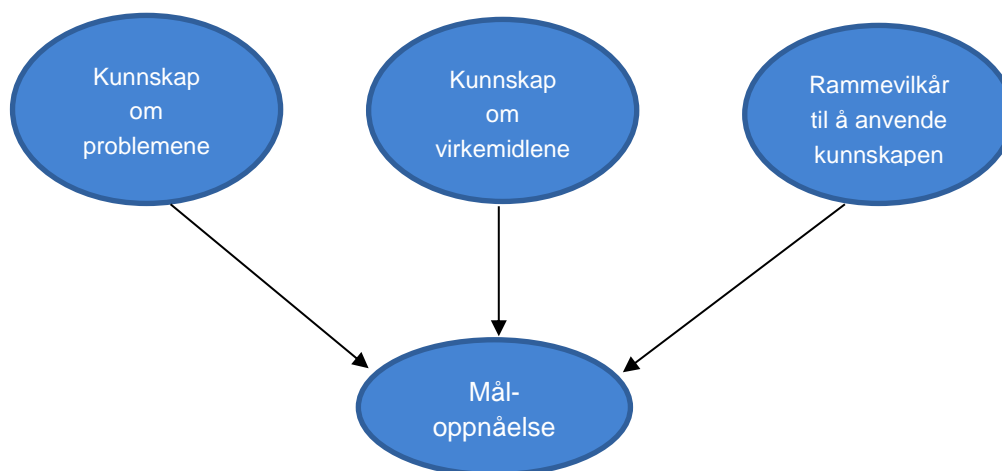 Kunnskap
om
problemene
Kunnskap
om
virkemidlene
Rammevilkår
til å anvende
kunnskapen
Mål-
oppnåelse